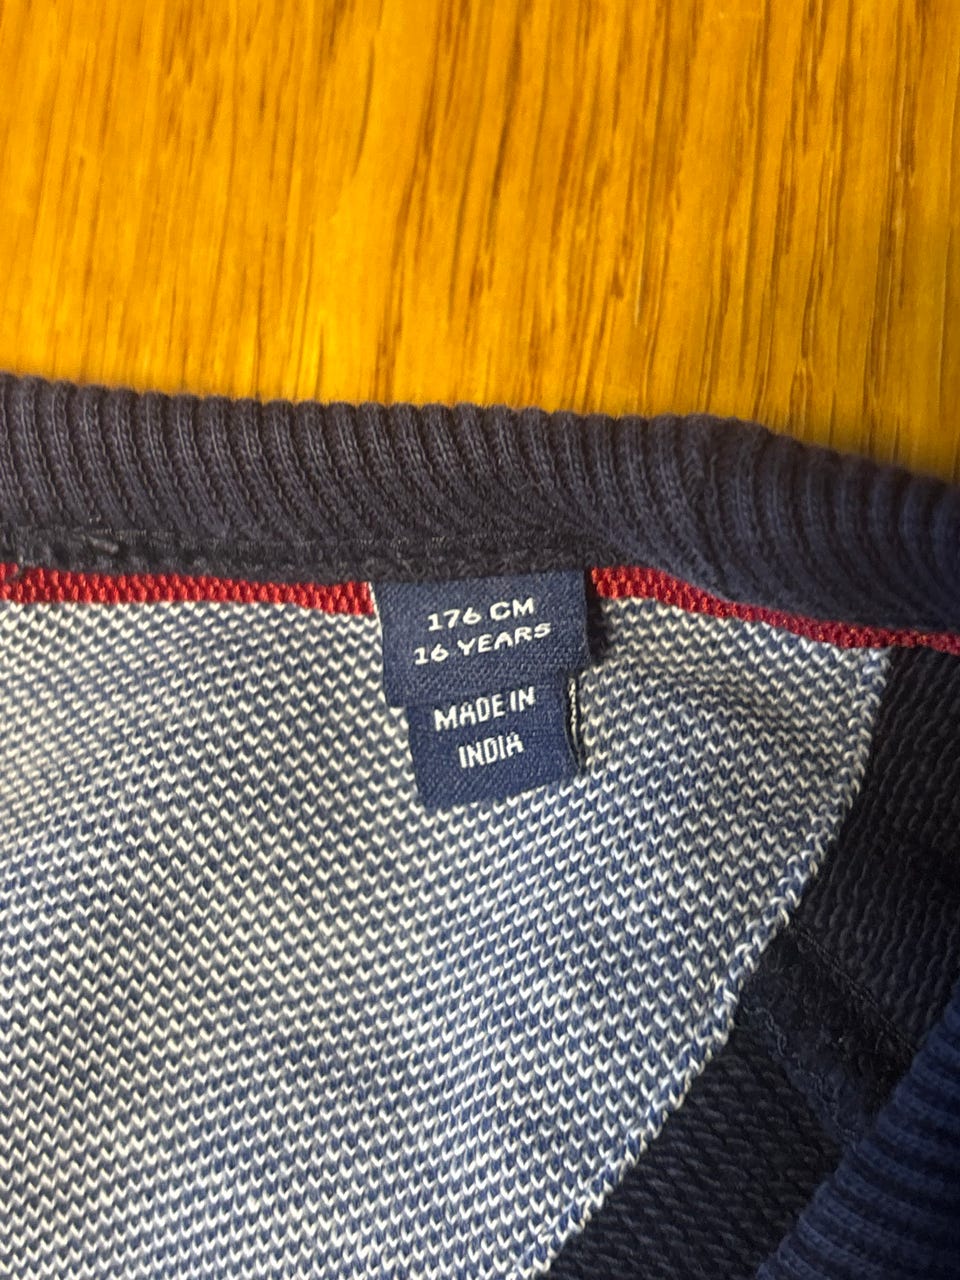 176 CM
16 YEARS
MADE IN
INDIA